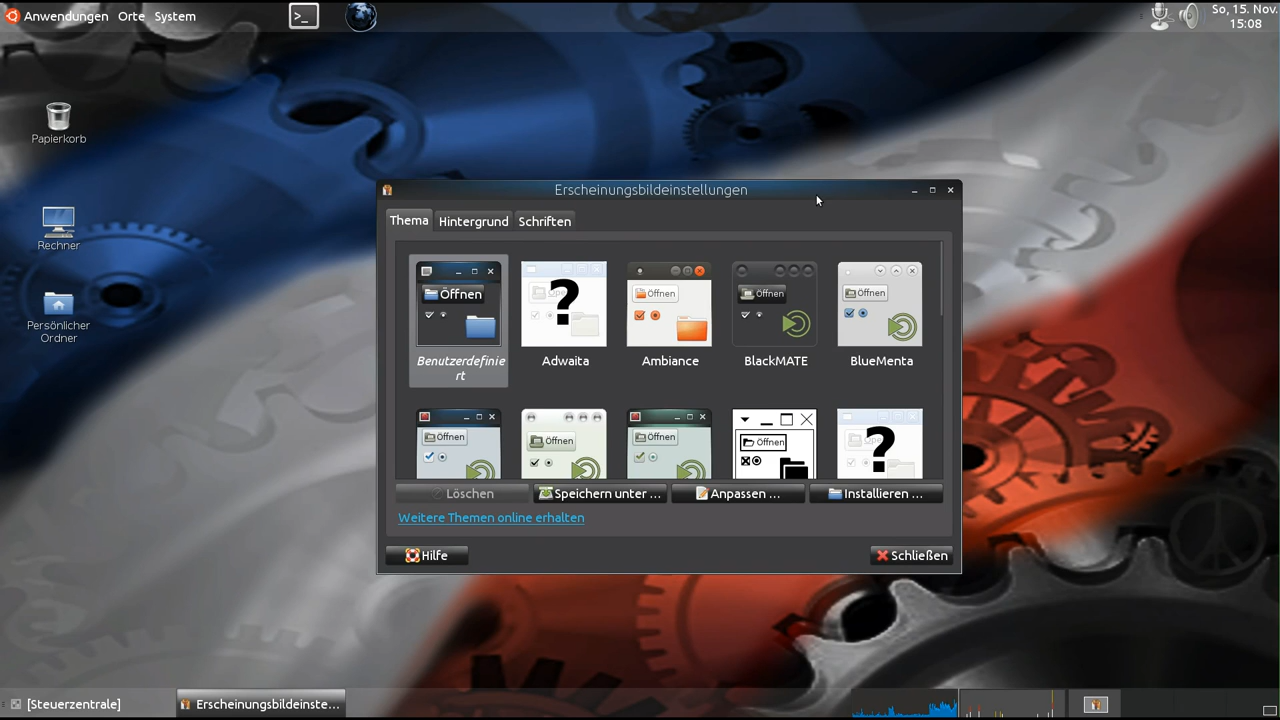 Anwendungen Orte System
>_
So, 15. Nov.
15:08
Papierkorb
Rechner
Persönlicher
Ordner
Erscheinungsbildeinstellungen
Thema Hintergrund Schriften
Öffnen ? Öffnen Öffnen Öffnen
Benutzerdefinie
rt
Adwaita Ambiance BlackMATE BlueMenta
Öffnen Öffnen Öffnen Öffnen ?
Löschen Speichern unter ... Anpassen ... Installieren ...
Weitere Themen online erhalten
Hilfe Schließen
[Steuerzentrale] Erscheinungsbildeinste...